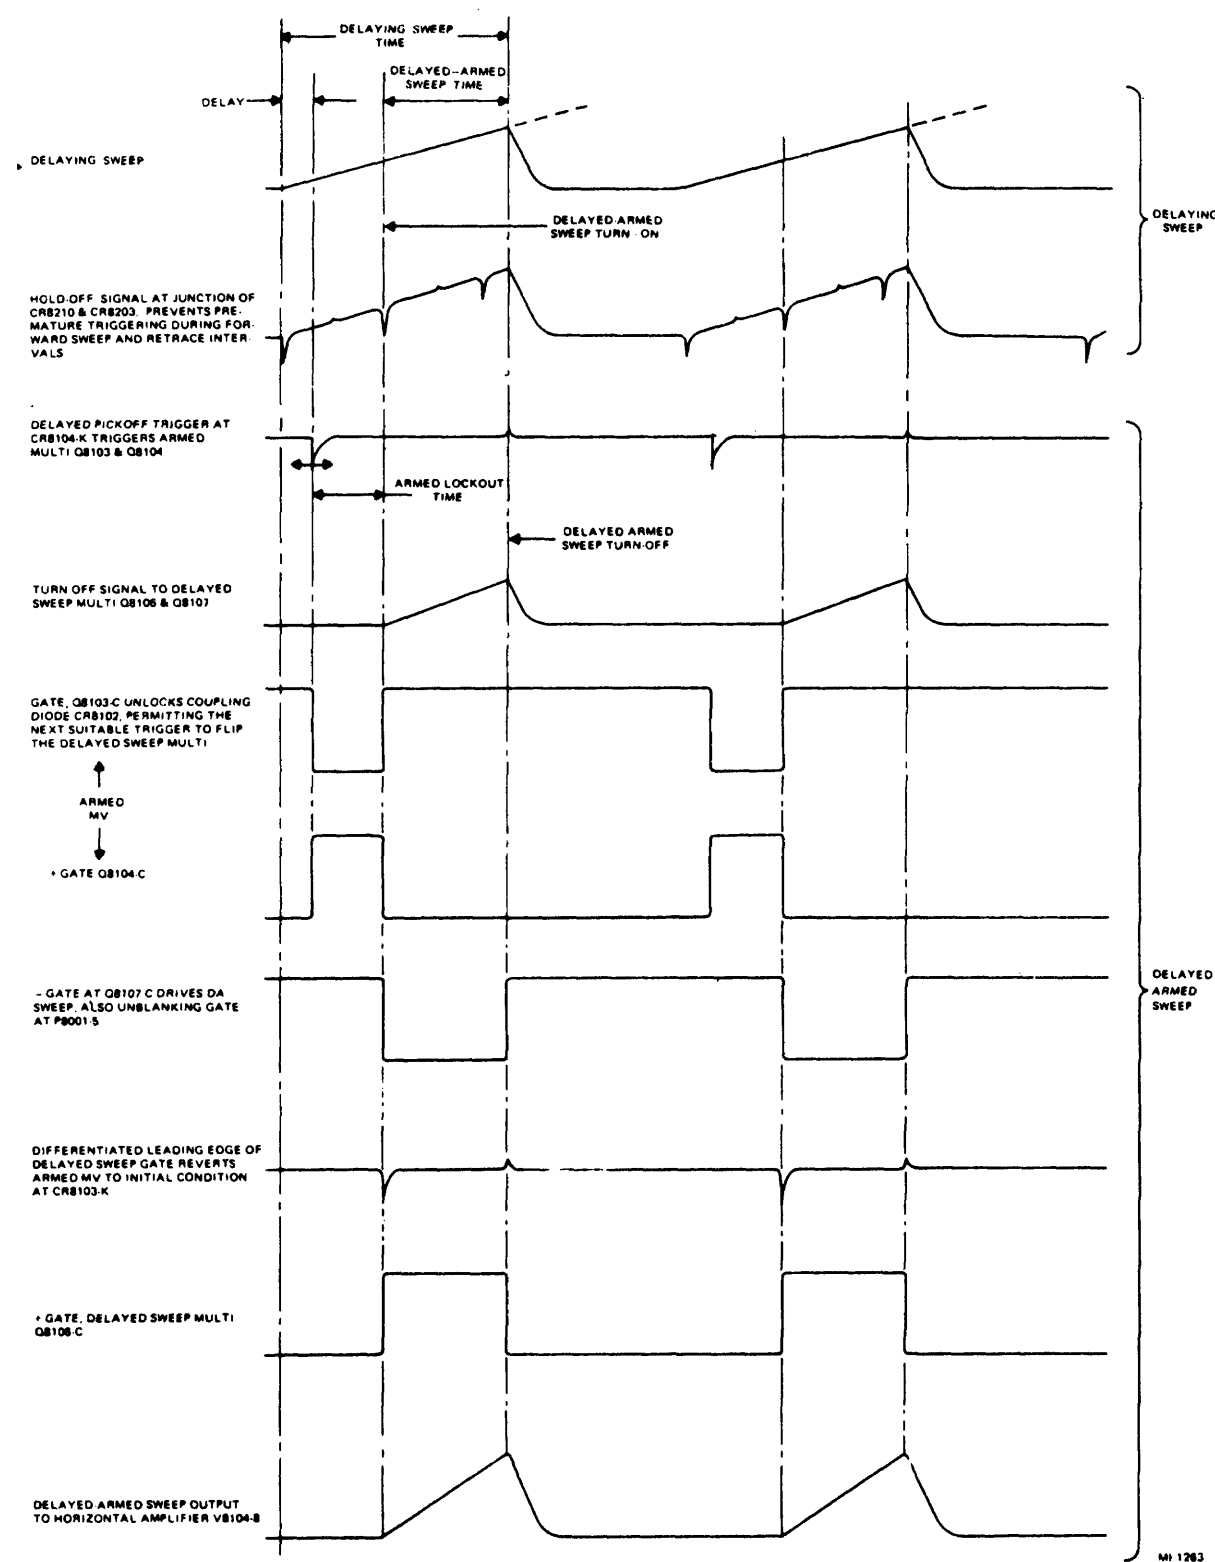 DELAYING SWEEP
TIME
DELAYED-ARMED
SWEEP TIME
DELAY
DELAYING SWEEP
DELAYED-ARMED
SWEEP TURN-ON
DELAYING
SWEEP
HOLD-OFF SIGNAL AT JUNCTION OF
CR8210 & CR8203, PREVENTS PRE-
MATURE TRIGGERING DURING FOR-
WARD SWEEP AND RETRACE INTER-
VALS
DELAYED PICKOFF TRIGGER AT
CR8104-K TRIGGERS ARMED
MULTI Q8103 & Q8104
ARMED LOCKOUT
TIME
DELAYED ARMED
SWEEP TURN-OFF
TURN OFF SIGNAL TO DELAYED
SWEEP MULTI Q8106 & Q8107
GATE, Q8103-C UNLOCKS COUPLING
DIODE CR8102, PERMITTING THE
NEXT SUITABLE TRIGGER TO FLIP
THE DELAYED SWEEP MULTI
ARMED
MV
+ GATE Q8104-C
- GATE AT Q8107 C DRIVES DA
SWEEP, ALSO UNBLANKING GATE
AT P8001-5
DELAYED
ARMED
SWEEP
DIFFERENTIATED LEADING EDGE OF
DELAYED SWEEP GATE REVERTS
ARMED MV TO INITIAL CONDITION
AT CR8103-K
+ GATE, DELAYED SWEEP MULTI
Q8106-C
DELAYED-ARMED SWEEP OUTPUT
TO HORIZONTAL AMPLIFIER V8104-8
MI 1263